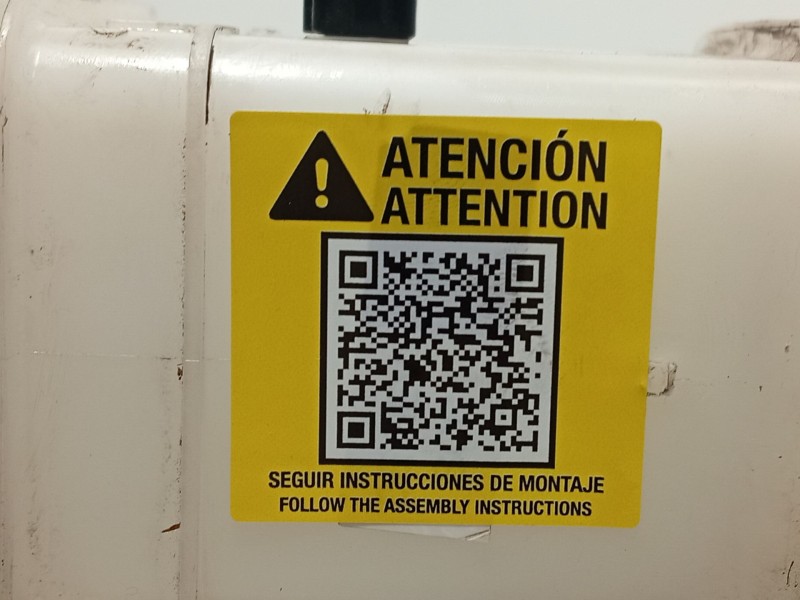 ATENCIÓN
ATTENTION
SEGUIR INSTRUCCIONES DE MONTAJE
FOLLOW THE ASSEMBLY INSTRUCTIONS